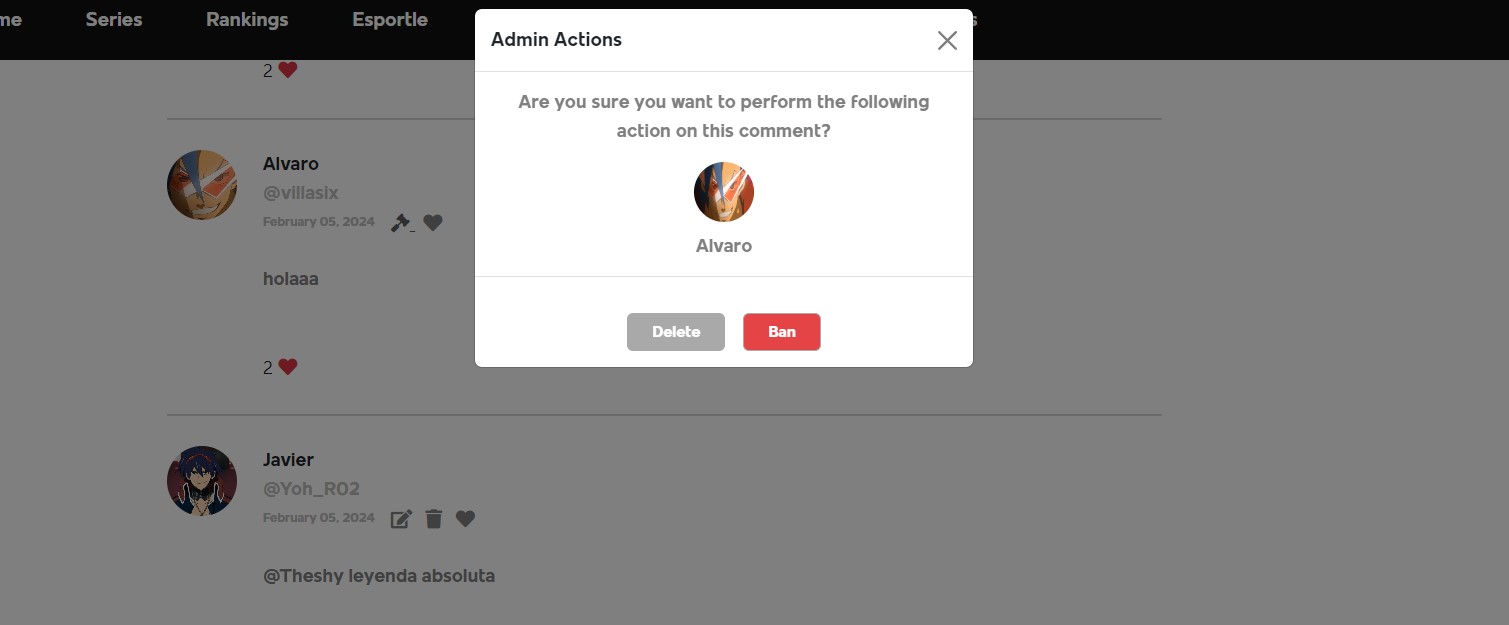 me Series Rankings Esportle s
Admin Actions
Are you sure you want to perform the following
action on this comment?
Alvaro
Delete Ban
2
Alvaro
@villasix
February 05, 2024
holaaa
2
Javier
@Yoh_R02
February 05, 2024
@Theshy leyenda absoluta